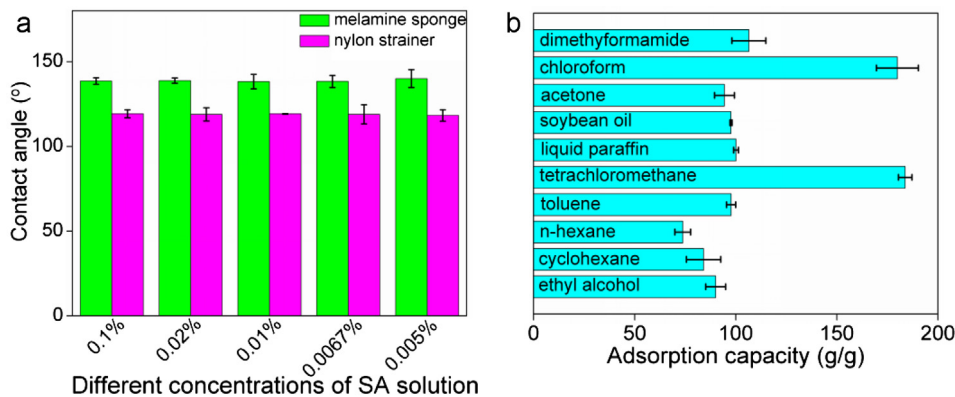 a
melamine sponge
nylon strainer
150
100
50
0
Contact angle (º)
0.1%
0.02%
0.01%
0.0067%
0.005%
Different concentrations of SA solution
b
dimethyformamide
chloroform
acetone
soybean oil
liquid paraffin
tetrachloromethane
toluene
n-hexane
cyclohexane
ethyl alcohol
0 50 100 150 200
Adsorption capacity (g/g)